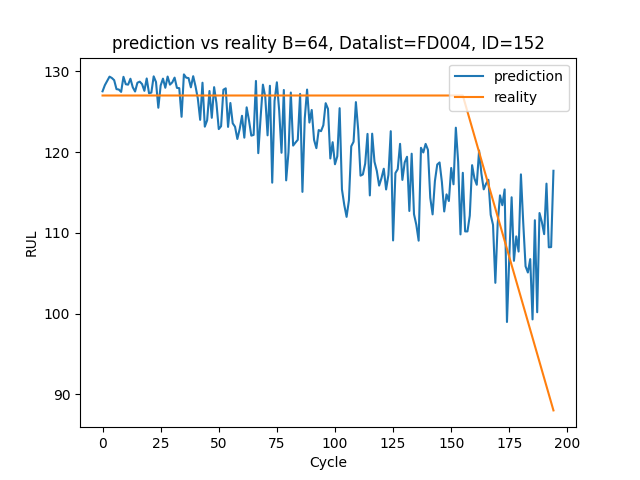 prediction vs reality B=64, Datalist=FD004, ID=152
prediction
reality
130
120
110
100
90
RUL
0 25 50 75 100 125 150 175 200
Cycle